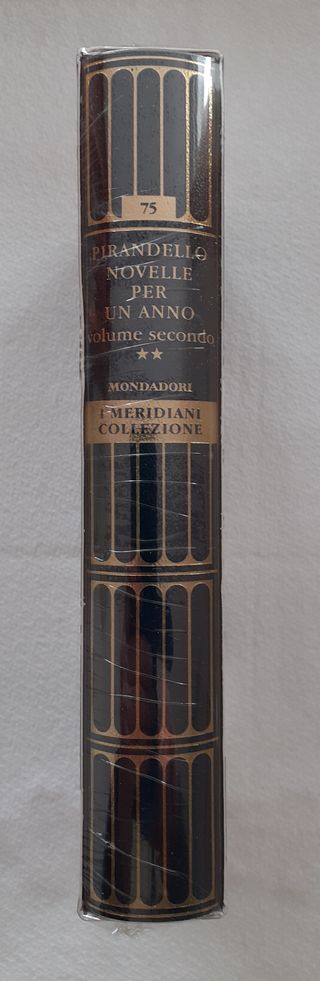 75
PIRANDELLO
NOVELLE
PER
UN ANNO
volume secondo
★★
MONDADORI
I MERIDIANI
COLLEZIONE